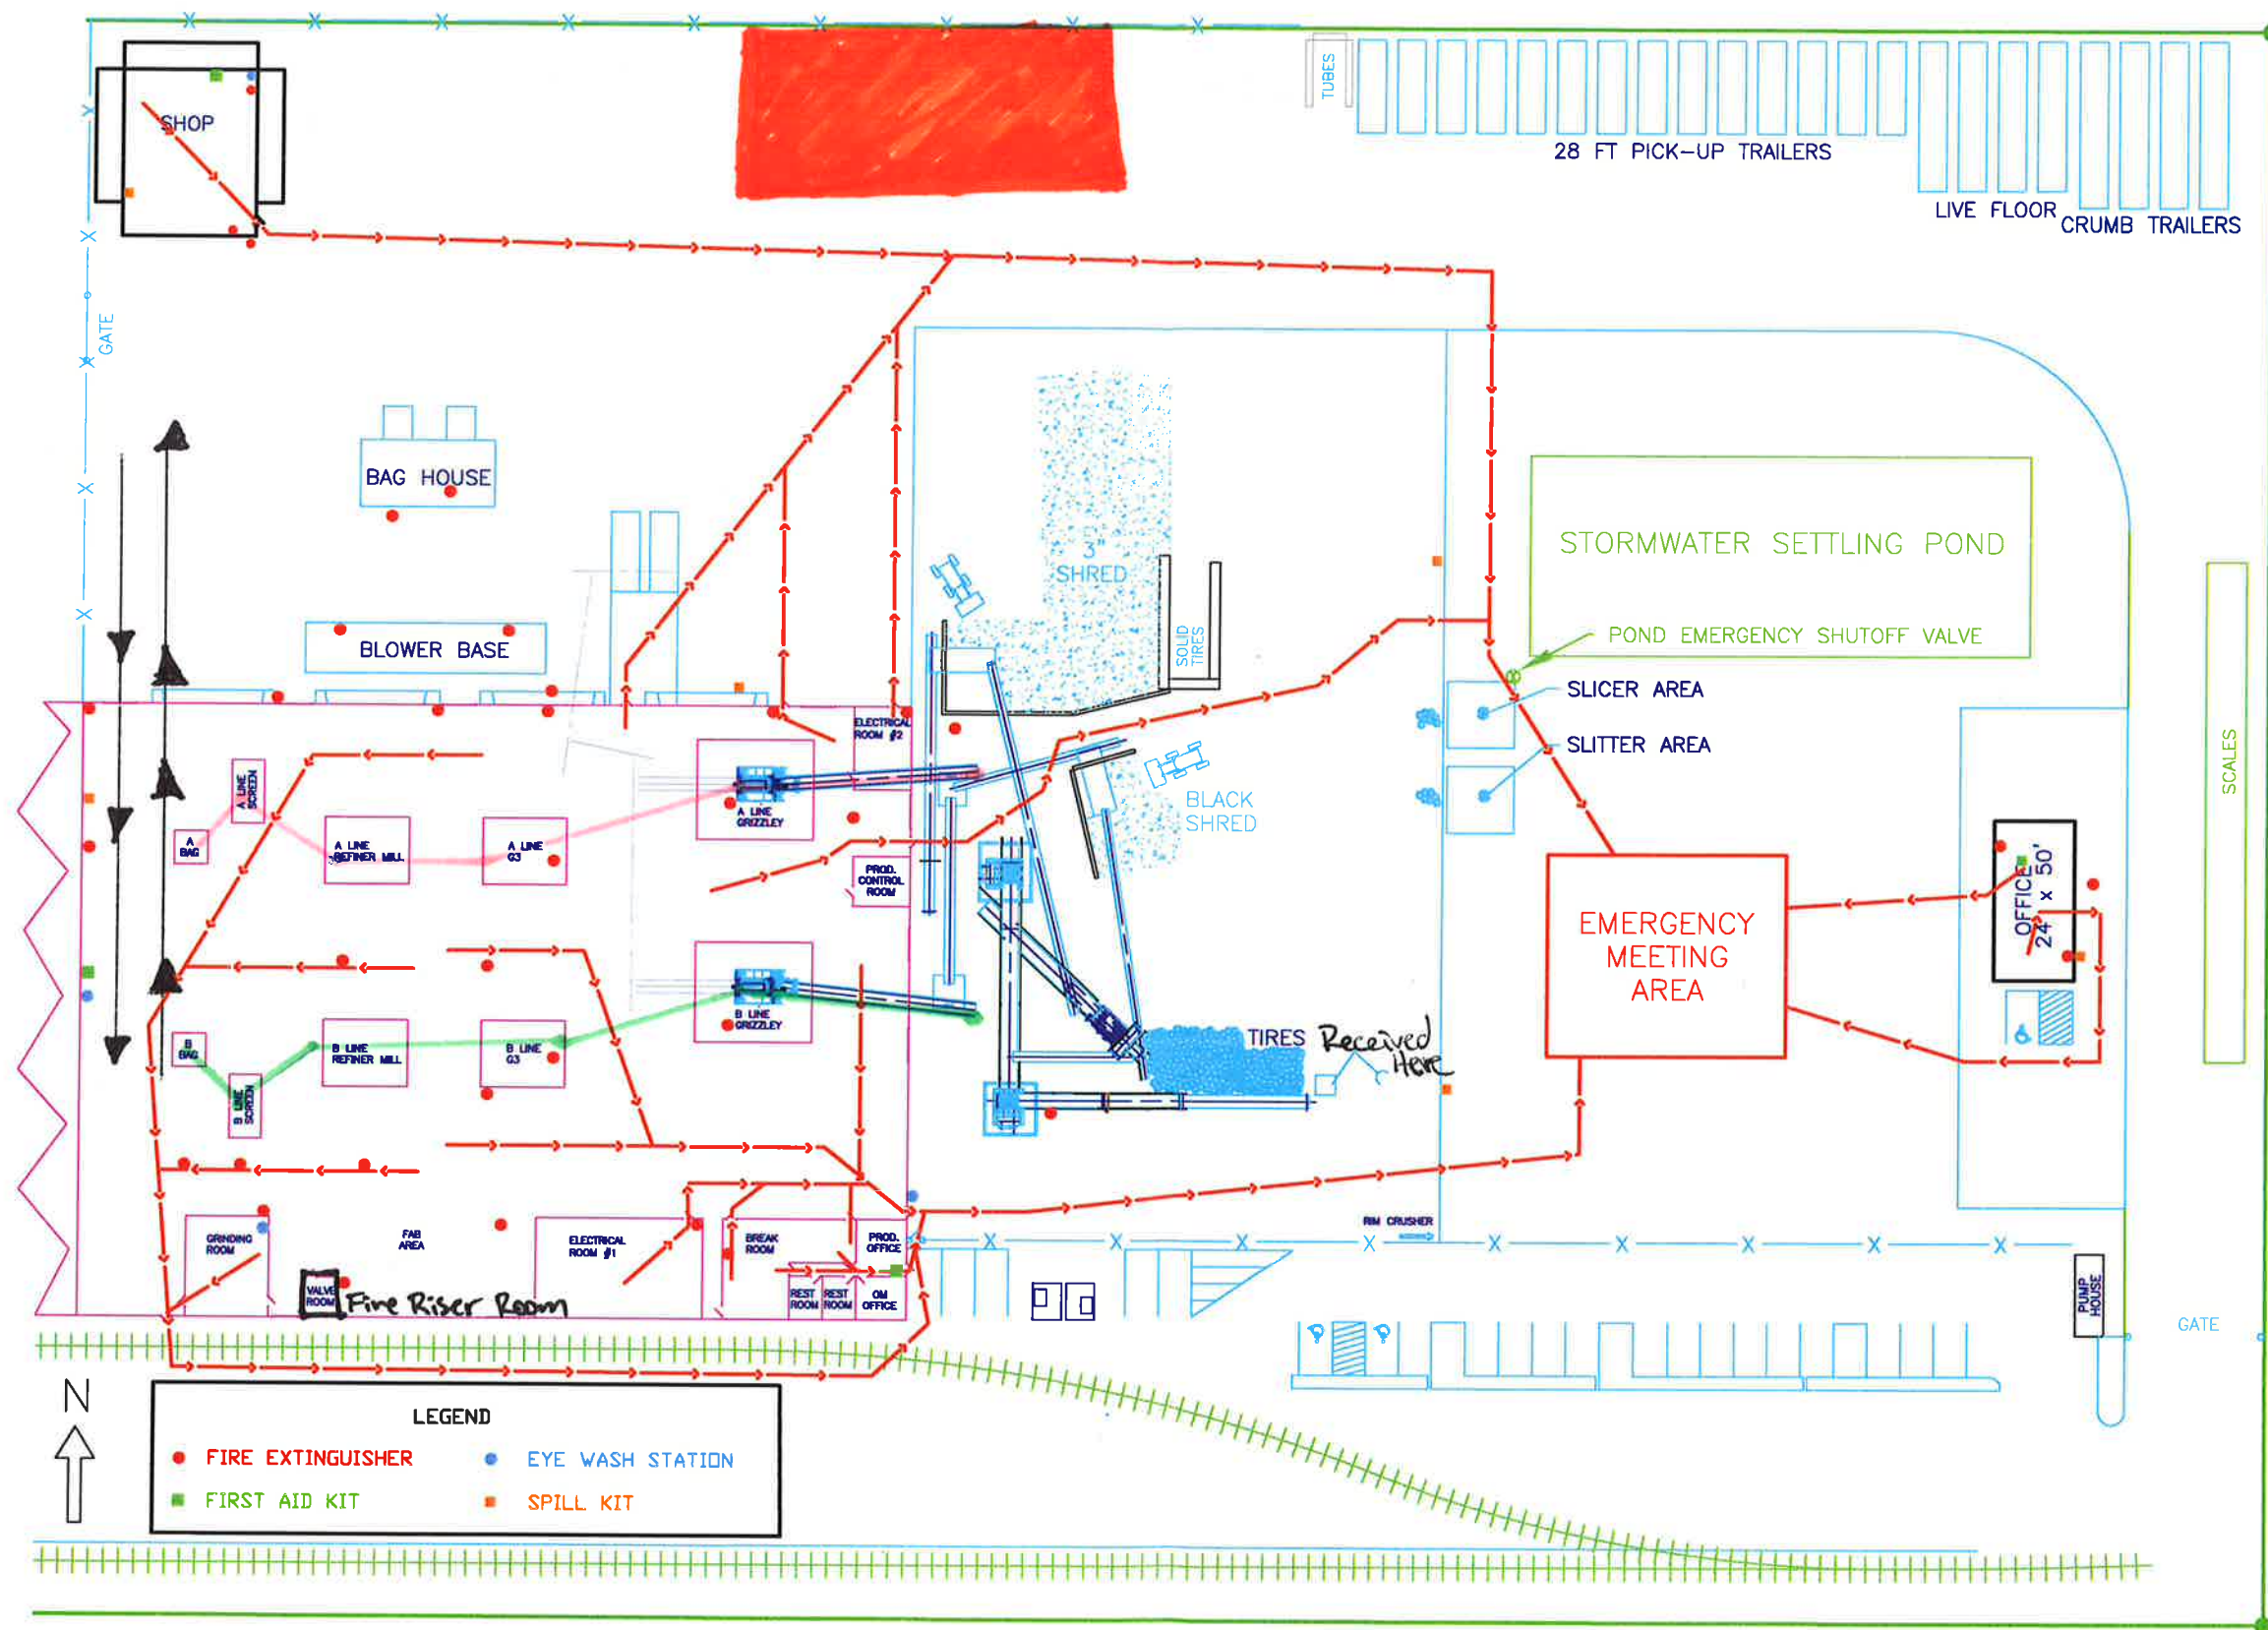 TUBES
SHOP
28 FT PICK-UP TRAILERS
LIVE FLOOR
CRUMB TRAILERS
GATE
BAG HOUSE
3"
SHRED
STORMWATER SETTLING POND
SOLID
TIRES
POND EMERGENCY SHUTOFF VALVE
BLOWER BASE
SLICER AREA
ELECTRICAL
ROOM #2
SLITTER AREA
SCALES
A LINE
SCREEN
BLACK
SHRED
A LINE
GRIZZLEY
A
BAG
A LINE
REFINER MILL
A LINE
G3
PROD.
CONTROL
ROOM
OFFICE
24' x 50'
EMERGENCY
MEETING
AREA
B LINE
GRIZZLEY
TIRES Received
Here
B
BAG
B LINE
REFINER MILL
B LINE
G3
B LINE
SCREEN
RIM CRUSHER
GRINDING
ROOM
FAB
AREA
ELECTRICAL
ROOM #1
BREAK
ROOM
PROD.
OFFICE
VALVE
ROOM
Fire Riser Room
REST
ROOM
REST
ROOM
OM
OFFICE
PUMP
HOUSE
GATE
N
LEGEND
FIRE EXTINGUISHER
EYE WASH STATION
FIRST AID KIT
SPILL KIT